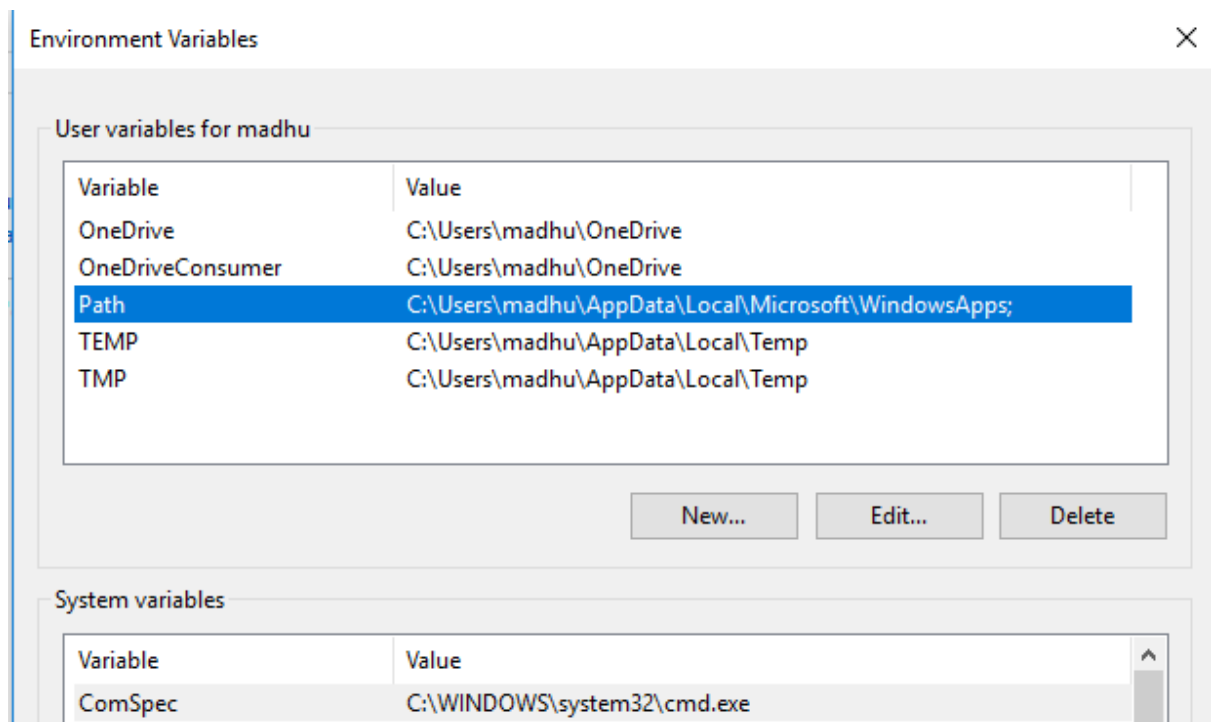 Environment Variables
User variables for madhu
Variable Value
OneDrive C:\Users\madhu\OneDrive
OneDriveConsumer C:\Users\madhu\OneDrive
Path C:\Users\madhu\AppData\Local\Microsoft\WindowsApps;
TEMP C:\Users\madhu\AppData\Local\Temp
TMP C:\Users\madhu\AppData\Local\Temp
New... Edit... Delete
System variables
Variable Value
ComSpec C:\WINDOWS\system32\cmd.exe